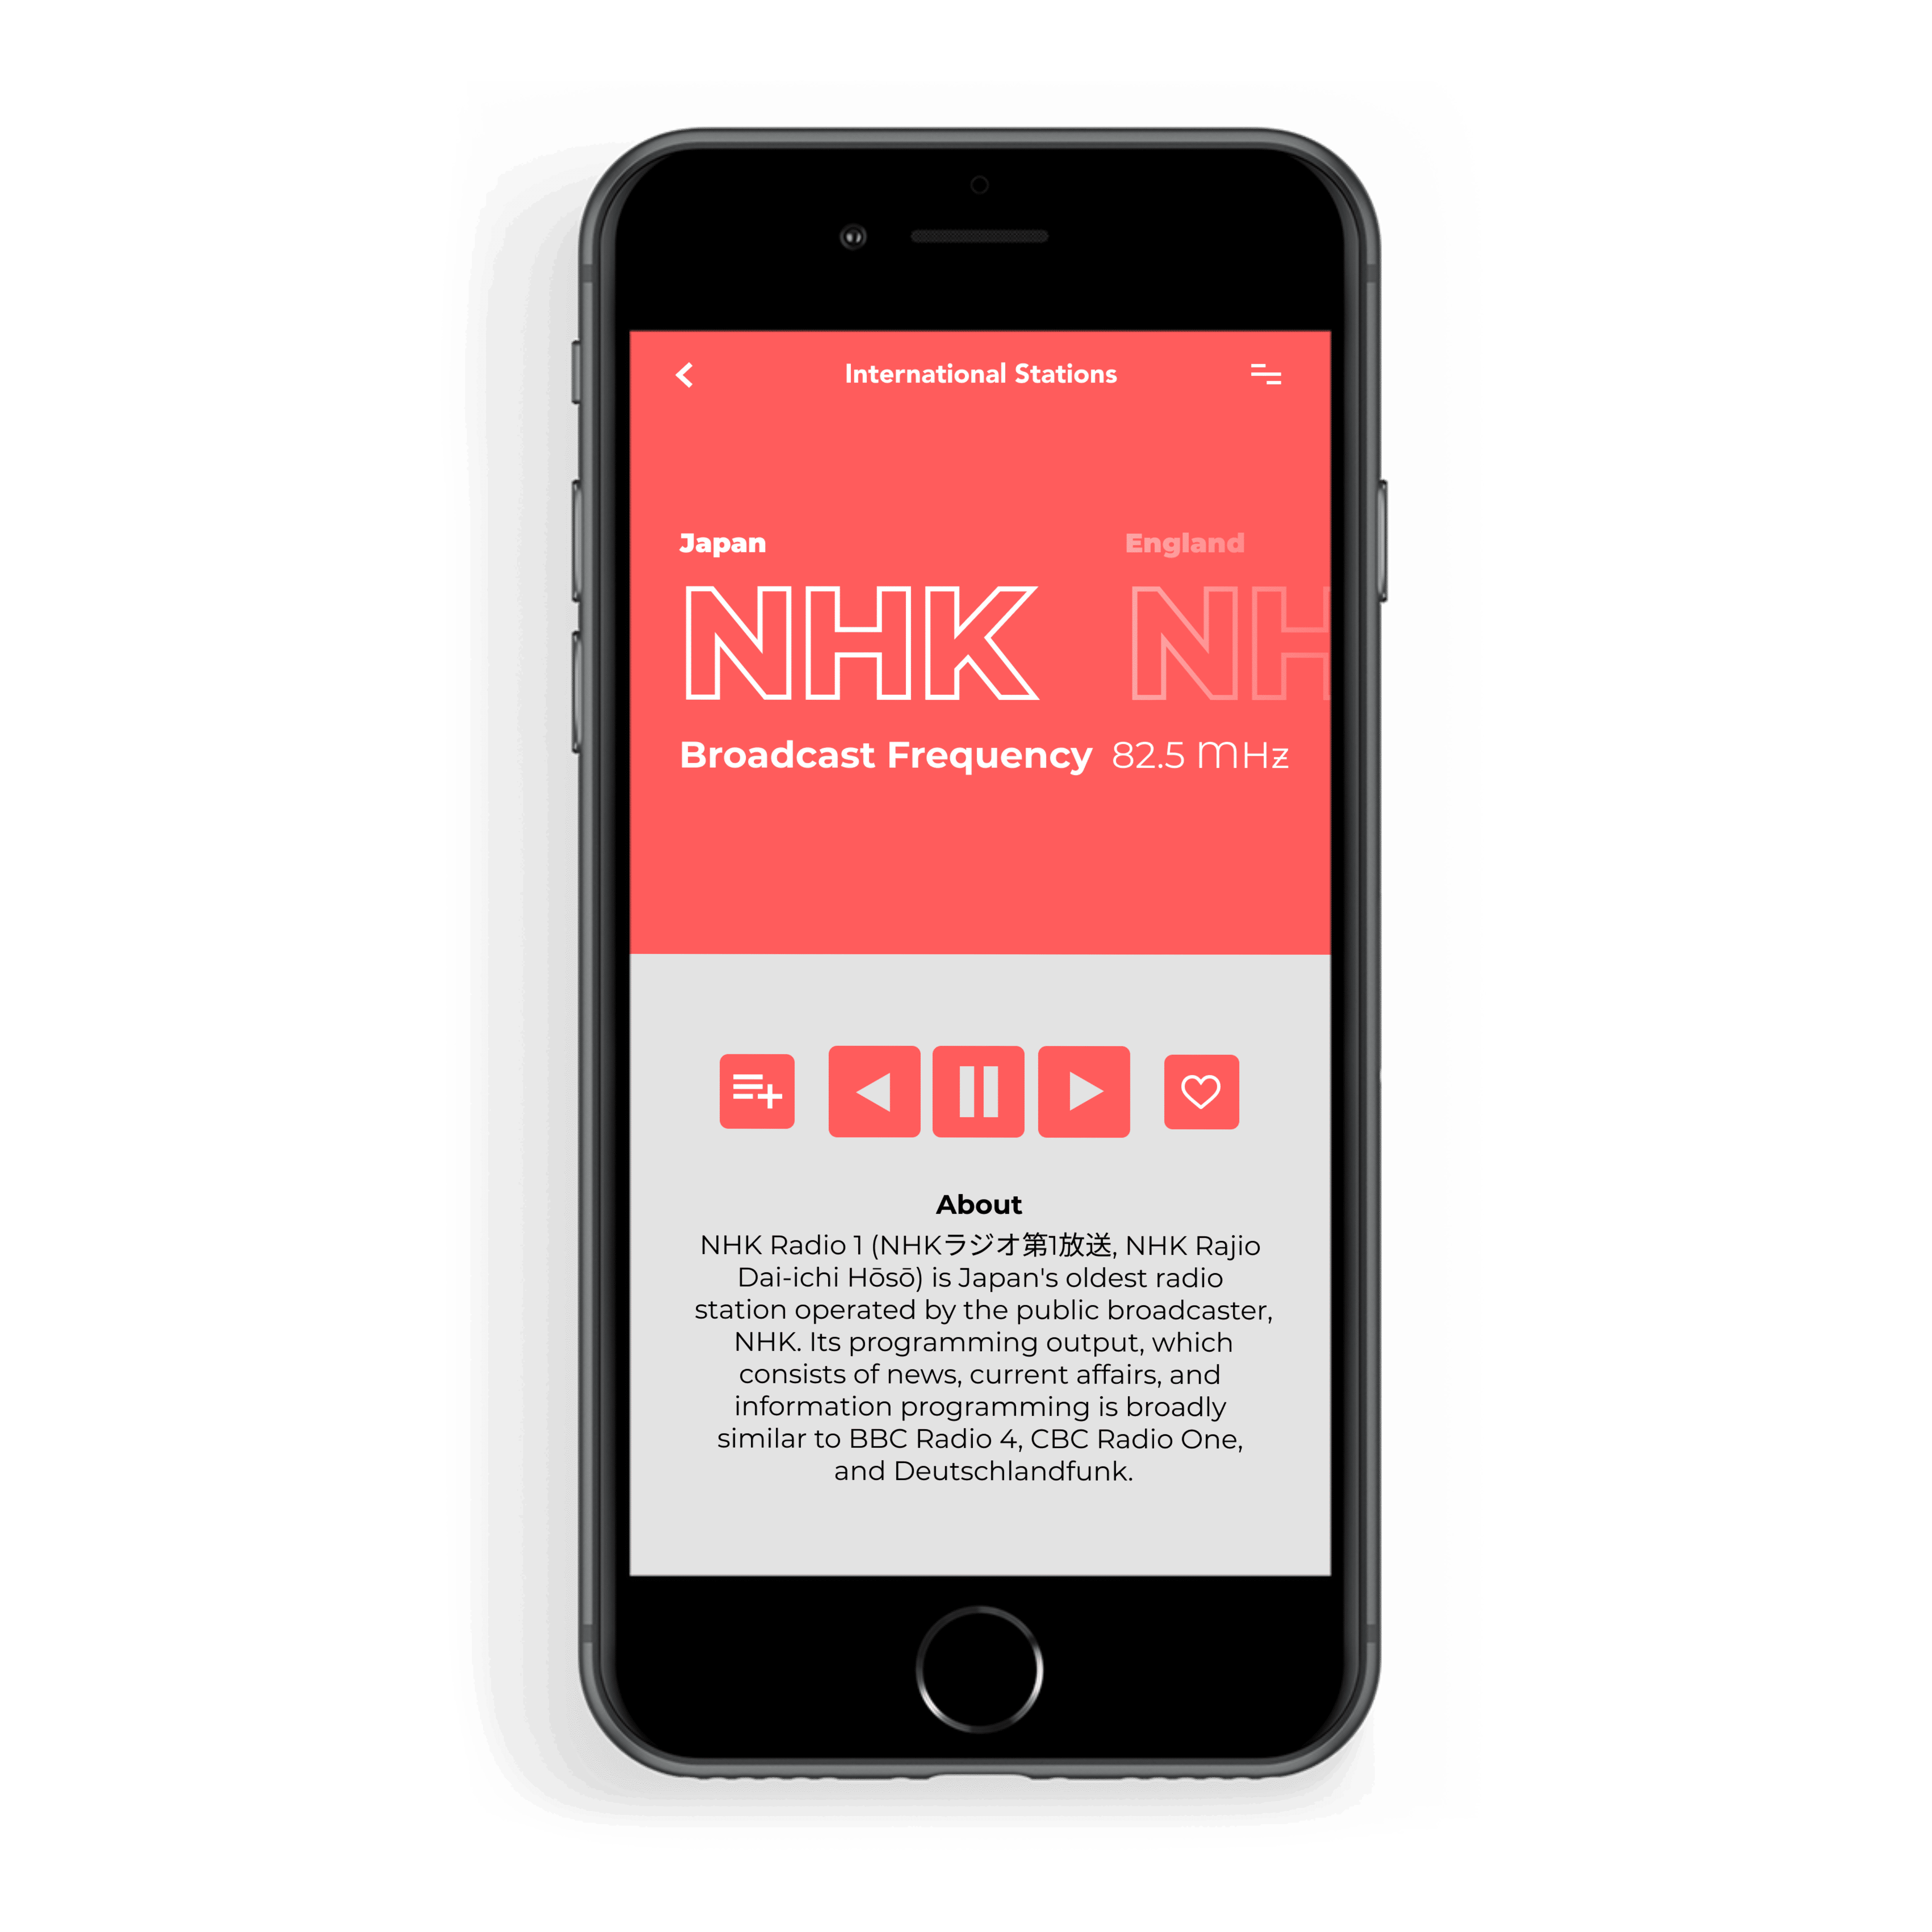 International Stations
Japan
England
NHK
NH
Broadcast Frequency 82.5 MHz
About
NHK Radio 1 (NHKラジオ第1放送, NHK Rajio
Dai-ichi Hōsō) is Japan's oldest radio
station operated by the public broadcaster,
NHK. Its programming output, which
consists of news, current affairs, and
information programming is broadly
similar to BBC Radio 4, CBC Radio One,
and Deutschlandfunk.